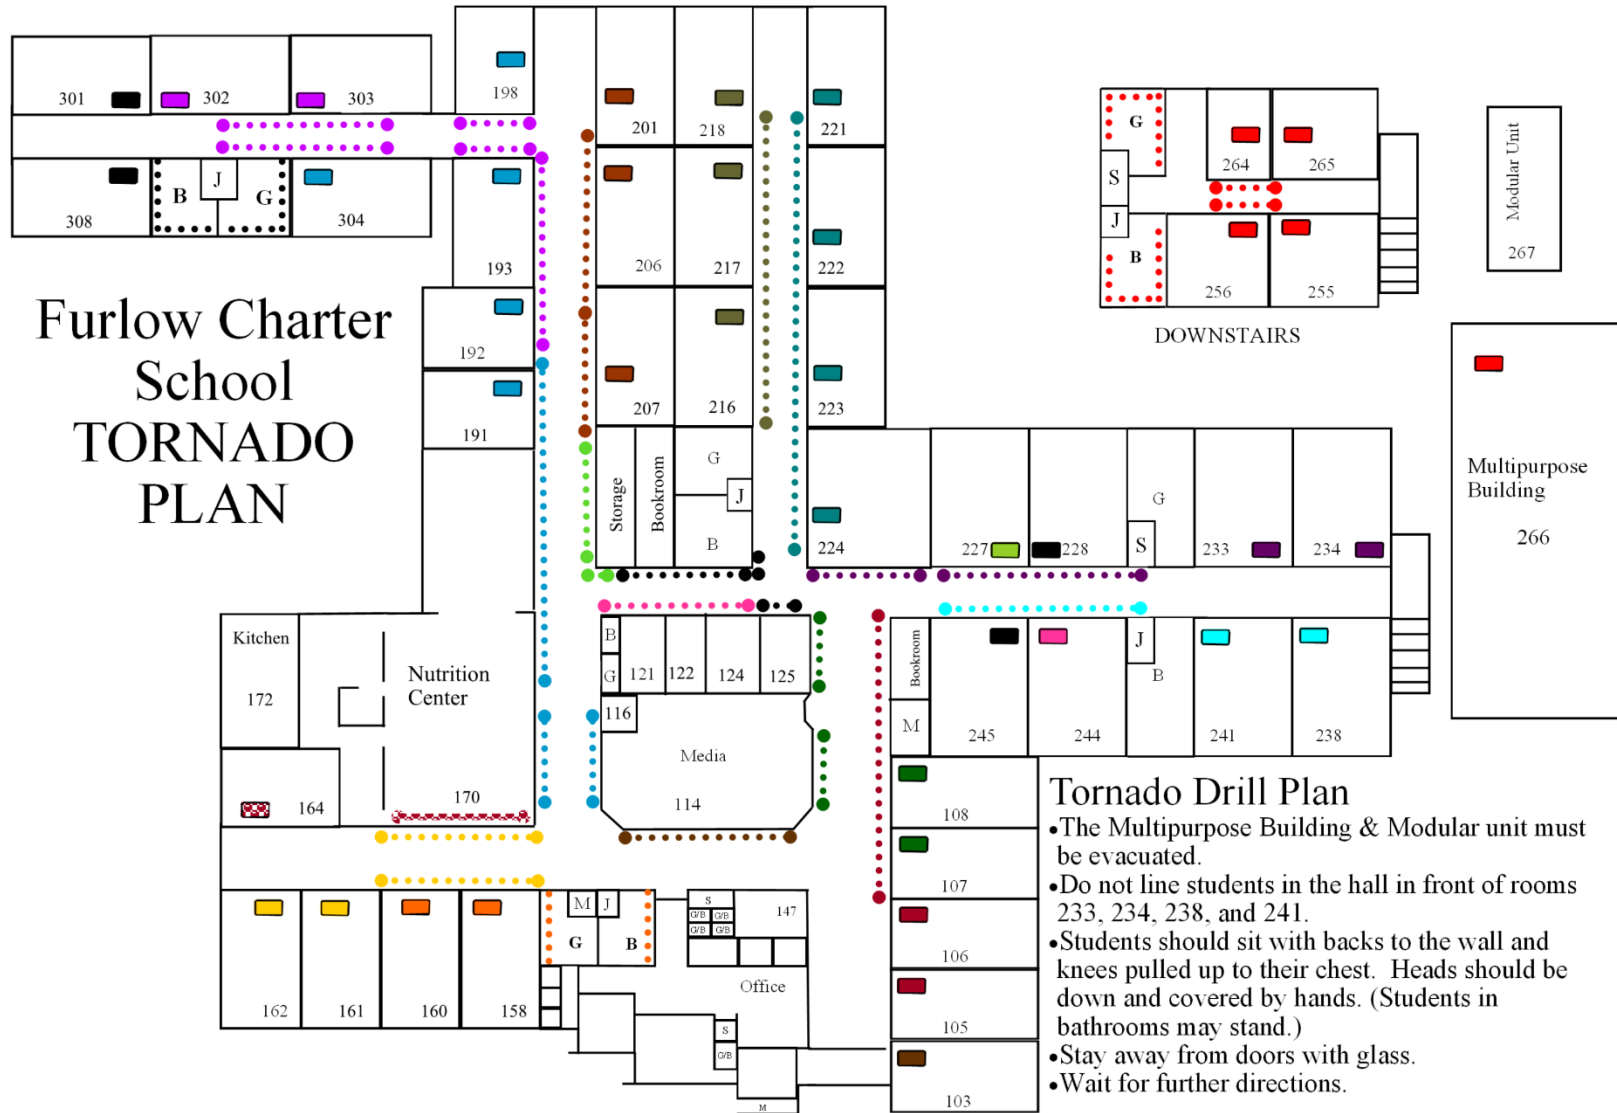 301
302
303
198
201
218
221
G
264
265
Modular Unit
267
S
J
B
256
255
DOWNSTAIRS
308
B
J
G
304
193
206
217
222
192
191
207
216
223
Furlow Charter
School
TORNADO
PLAN
Storage
Bookroom
G
J
B
224
227
228
G
S
233
234
Multipurpose
Building
266
Kitchen
172
Nutrition
Center
B
G
121
122
124
125
116
Media
114
Bookroom
M
245
244
J
B
241
238
164
170
108
107
106
105
103
162
161
160
158
M
J
G
B
S
G/B
G/B
G/B
G/B
147
Office
S
G/B
M
Tornado Drill Plan
•The Multipurpose Building & Modular unit must
be evacuated.
•Do not line students in the hall in front of rooms
233, 234, 238, and 241.
•Students should sit with backs to the wall and
knees pulled up to their chest. Heads should be
down and covered by hands. (Students in
bathrooms may stand.)
•Stay away from doors with glass.
•Wait for further directions.